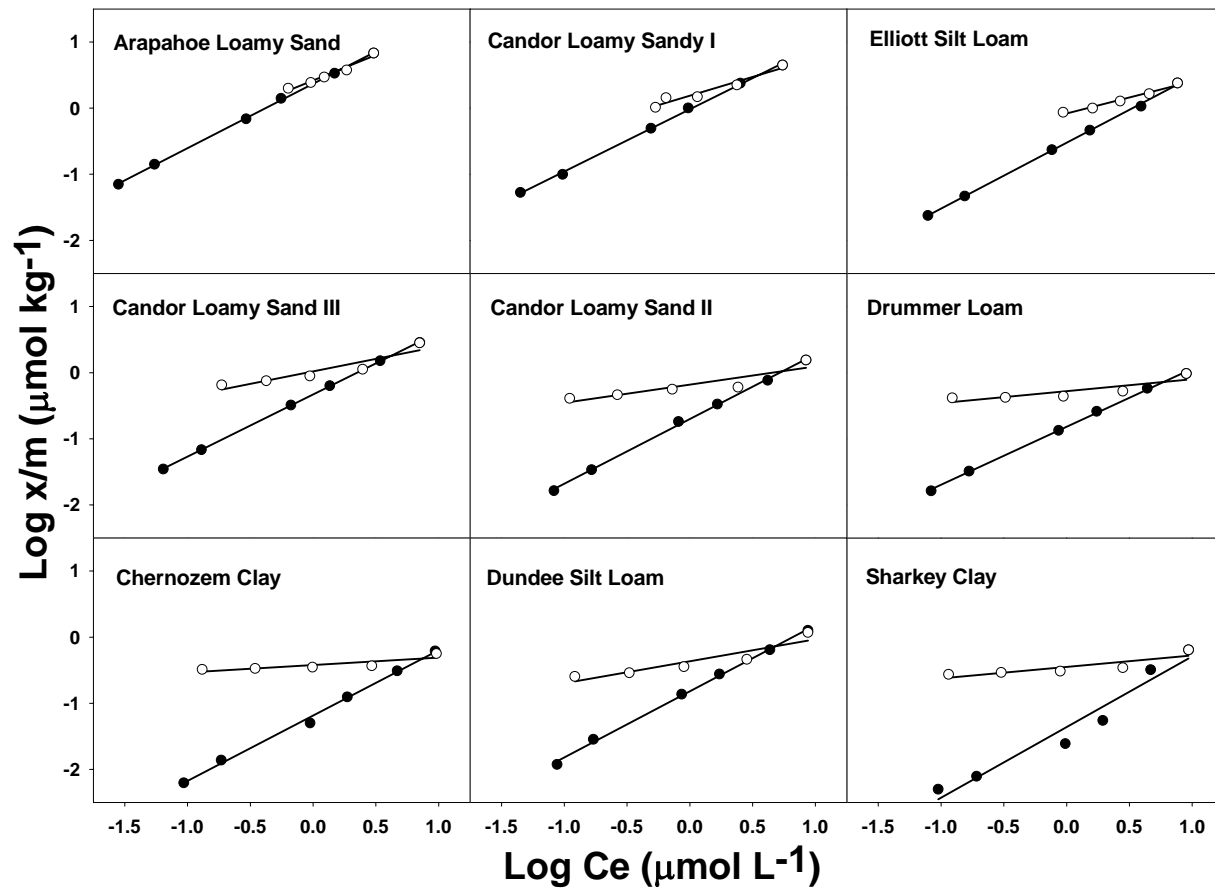 Arapahoe Loamy Sand
Candor Loamy Sandy I
Elliott Silt Loam
1
0
-1
-2
Candor Loamy Sand III
Candor Loamy Sand II
Drummer Loam
1
0
-1
-2
Chernozem Clay
Dundee Silt Loam
Sharkey Clay
1
0
-1
-2
-1.5 -1.0 -0.5 0.0 0.5 1.0 -1.5 -1.0 -0.5 0.0 0.5 1.0 -1.5 -1.0 -0.5 0.0 0.5 1.0
Log x/m (μmol kg-1)
Log Ce (μmol L-1)